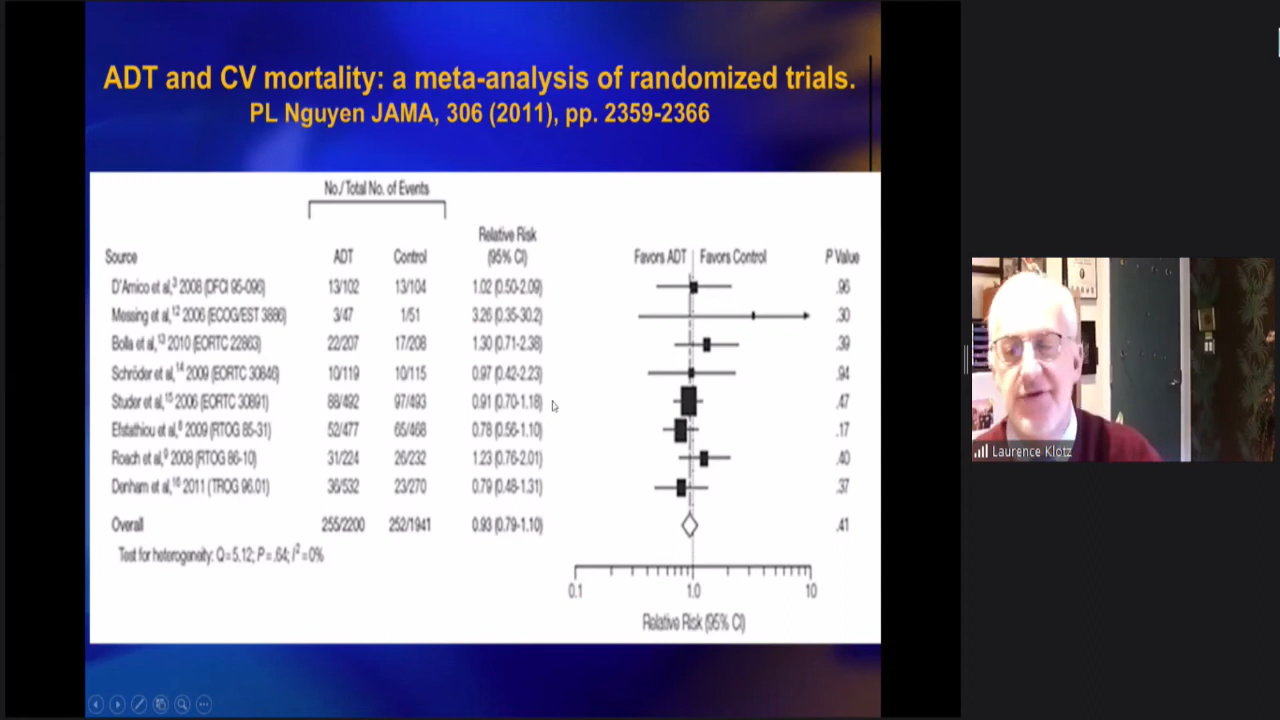 ADT and CV mortality: a meta-analysis of randomized trials.
PL Nguyen JAMA, 306 (2011), pp. 2359-2366
No./Total No. of Events
Source ADT Control Relative Risk (95% CI) Favors ADT Favors Control P Value
D'Amico et al,3 2008 (DFCI 95-096) 13/102 13/104 1.02 (0.50-2.09) .96
Messing et al,12 2006 (ECOG/EST 3886) 3/47 1/51 3.26 (0.35-30.2) .30
Bolla et al,13 2010 (EORTC 22863) 22/207 17/208 1.30 (0.71-2.38) .39
Schröder et al,14 2009 (EORTC 30846) 10/119 10/115 0.97 (0.42-2.23) .94
Studer et al,15 2006 (EORTC 30891) 88/492 97/493 0.91 (0.70-1.18) .47
Efstathiou et al,8 2009 (RTOG 85-31) 52/477 65/468 0.78 (0.56-1.10) .17
Roach et al,9 2008 (RTOG 86-10) 31/224 26/232 1.23 (0.76-2.01) .40
Denham et al,16 2011 (TROG 96.01) 36/532 23/270 0.79 (0.48-1.31) .37
Overall 255/2200 252/1941 0.93 (0.79-1.10) .41
Test for heterogeneity: Q=5.12; P=.64; I2=0%
0.1 1.0 10
Relative Risk (95% CI)
Laurence Klotz